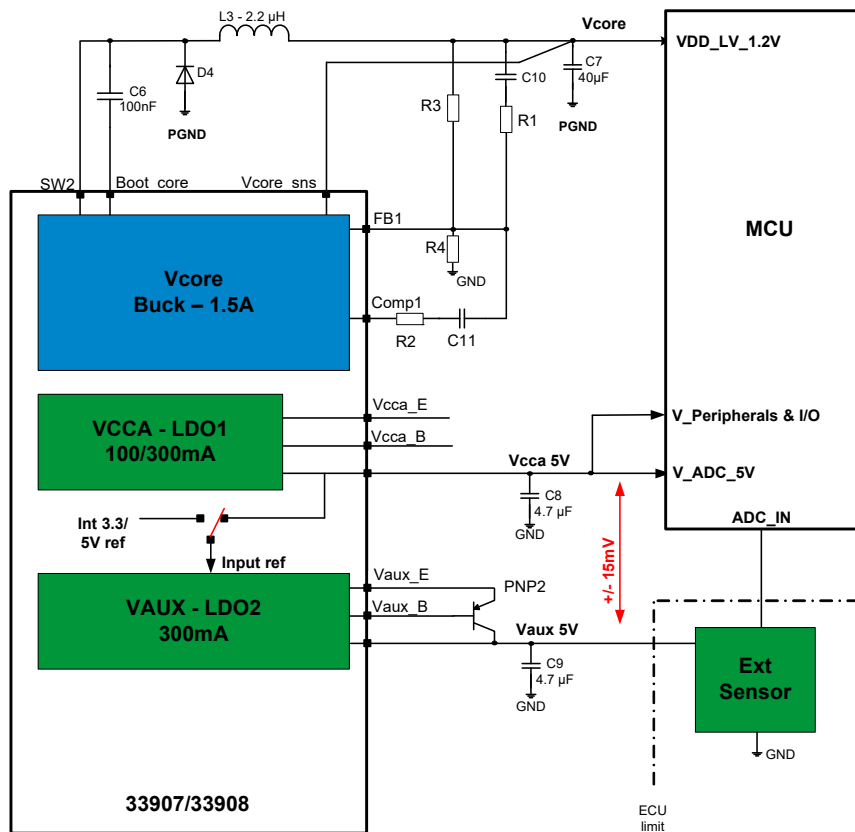 L3 - 2.2 µH
Vcore
VDD_LV_1.2V
C6
100nF
D4
PGND
C10
C7
40µF
PGND
R3
R1
SW2
Boot_core
Vcore_sns
FB1
MCU
Vcore
Buck – 1.5A
R4
GND
Comp1
R2
C11
VCCA - LDO1
100/300mA
Vcca_E
Vcca_B
V_Peripherals & I/O
Vcca 5V
V_ADC_5V
C8
4.7 µF
GND
ADC_IN
Int 3.3/
5V ref
Input ref
+/- 15mV
VAUX - LDO2
300mA
Vaux_E
PNP2
Vaux_B
Vaux 5V
C9
4.7 µF
GND
Ext
Sensor
GND
33907/33908
ECU
limit